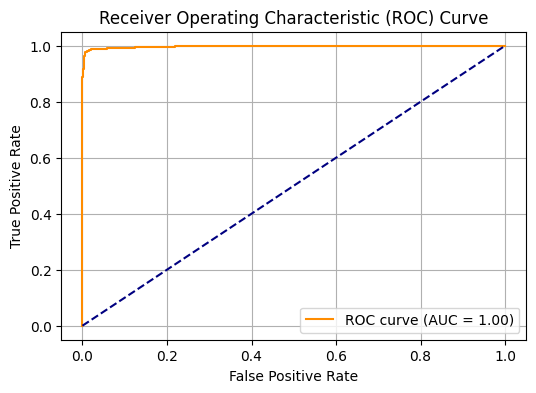 Receiver Operating Characteristic (ROC) Curve
True Positive Rate
1.0
0.8
0.6
0.4
0.2
0.0
0.0 0.2 0.4 0.6 0.8 1.0
False Positive Rate
ROC curve (AUC = 1.00)